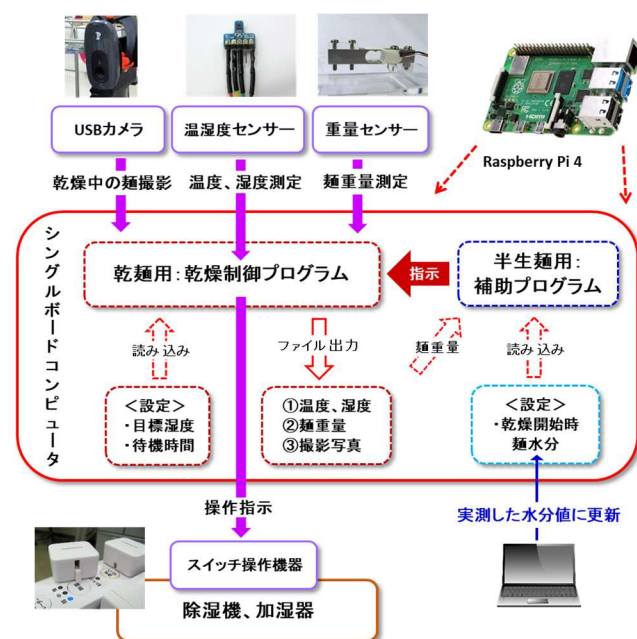 USBカメラ
温湿度センサー
重量センサー
Raspberry Pi 4
乾燥中の麺撮影
温度、湿度測定
麺重量測定
シングルボードコンピュータ
乾麺用：乾燥制御プログラム
指示
半生麺用：
補助プログラム
読み込み
ファイル出力
麺重量
読み込み
＜設定＞
・目標湿度
・待機時間
①温度、湿度
②麺重量
③撮影写真
＜設定＞
・乾燥開始時
麺水分
操作指示
実測した水分値に更新
スイッチ操作機器
除湿機、加湿器